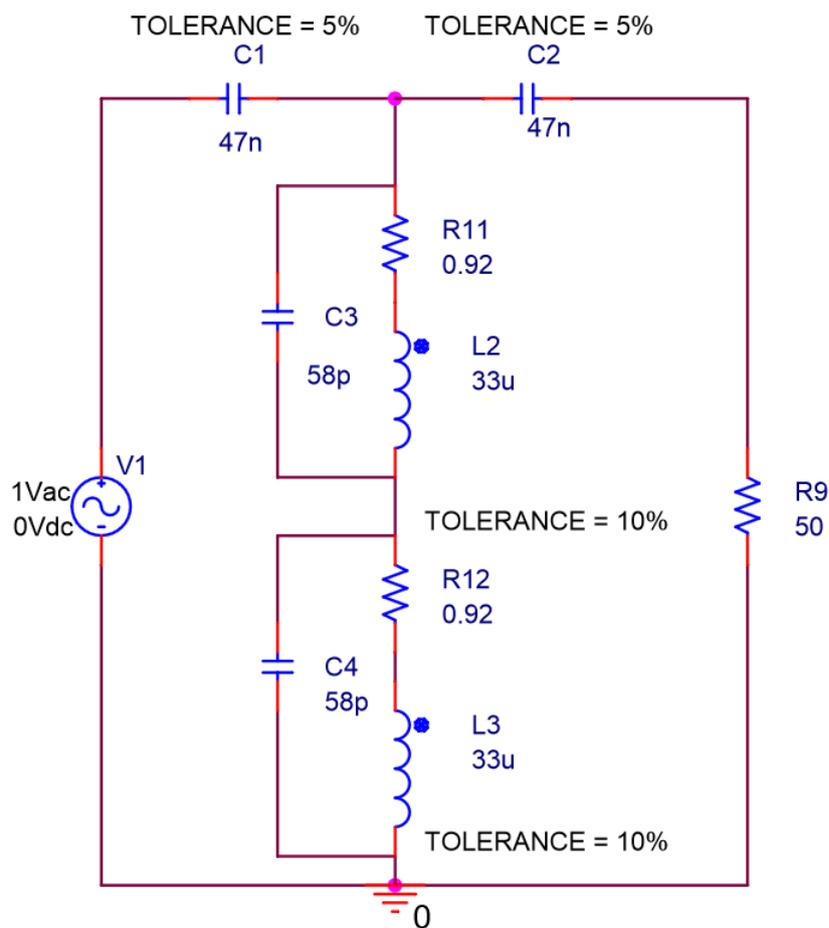 TOLERANCE = 5%
TOLERANCE = 5%
C1
C2
47n
47n
R11
0.92
C3
58p
L2
33u
V1
1Vac
0Vdc
R9
50
TOLERANCE = 10%
R12
0.92
C4
58p
L3
33u
TOLERANCE = 10%
0